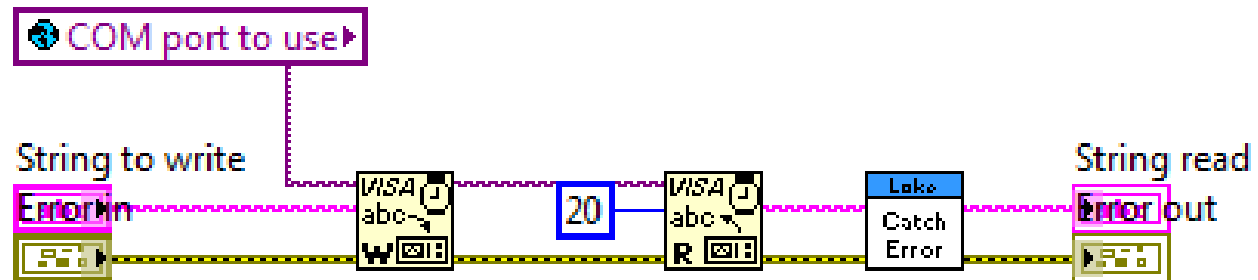 COM port to use
String to write
String read
VISA
abc
W
20
VISA
abc
R
Lake
Catch
Error
Error in
Error out